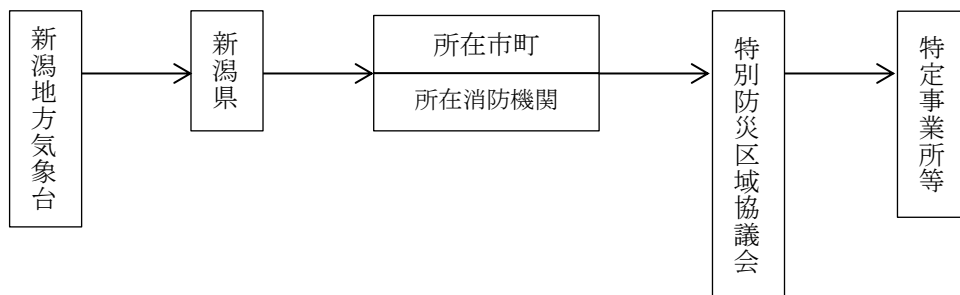 新潟地方気象台
新潟県
所在市町
所在消防機関
特別防災区域協議会
特定事業所等